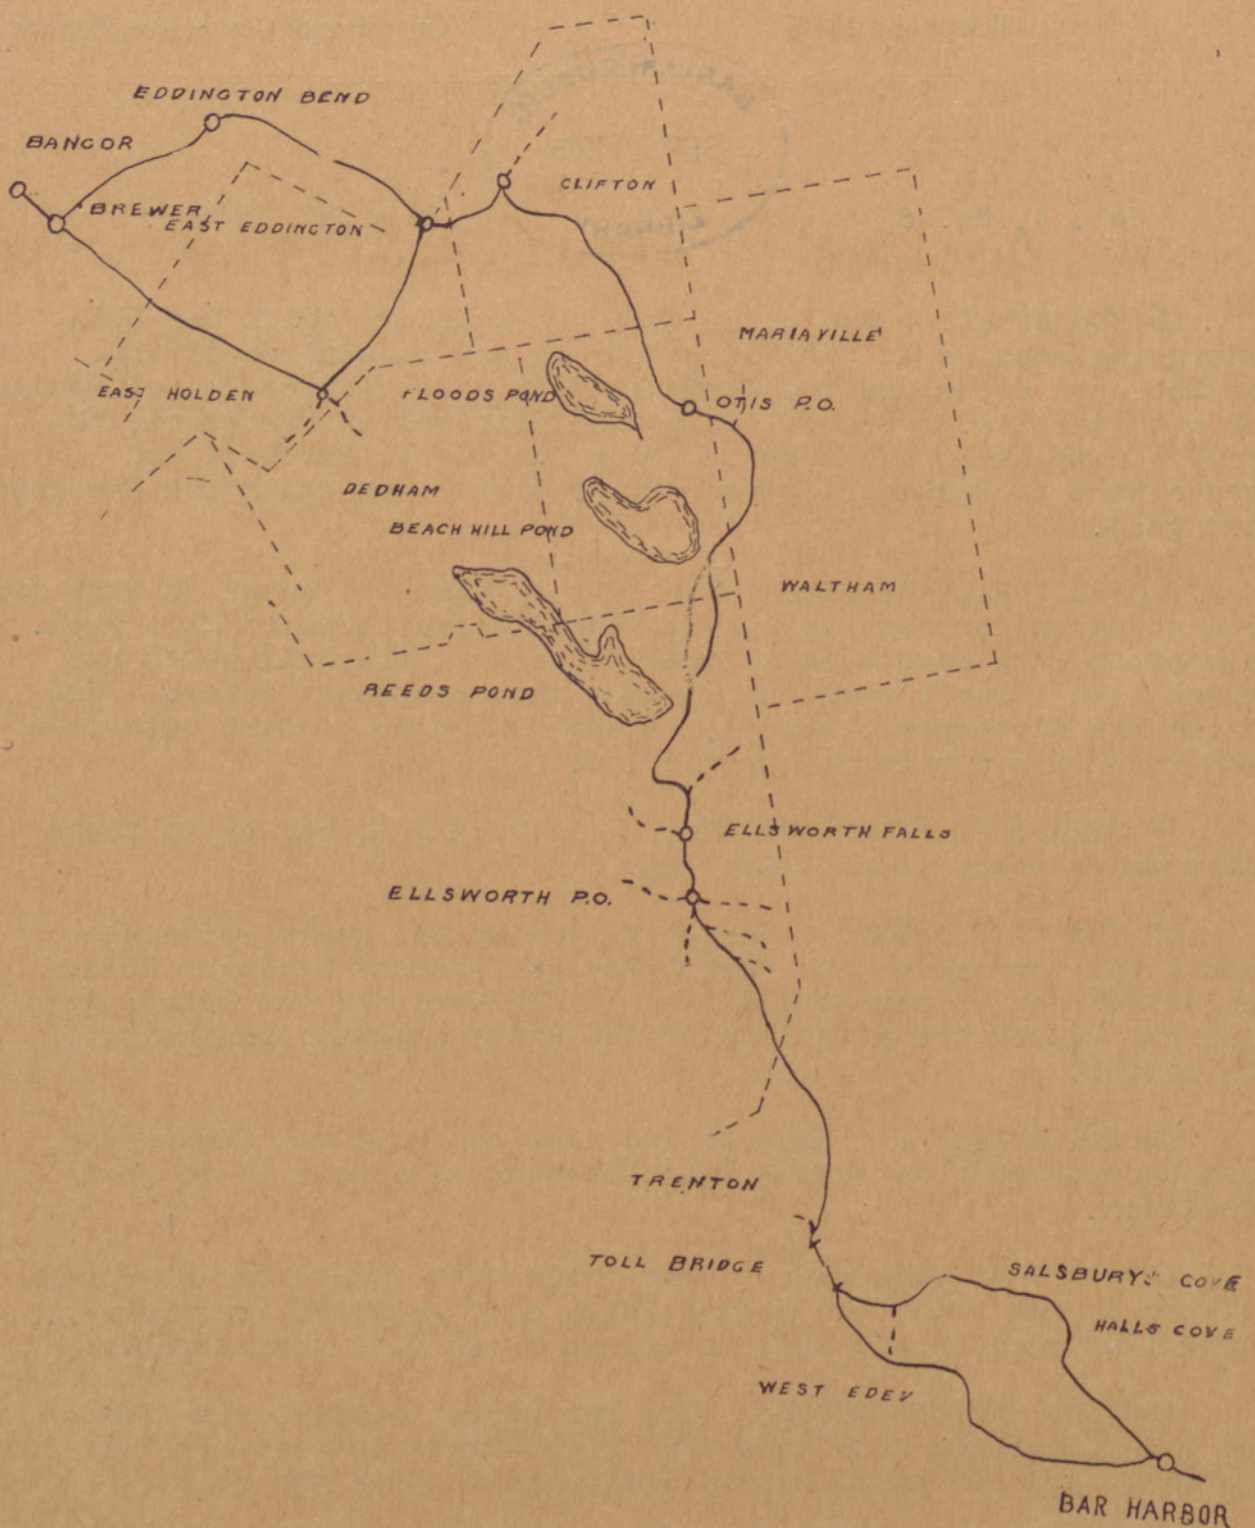 EDDINGTON BEND
BANGOR
BREWER
EAST EDDINGTON
CLIFTON
MARIAVILLE
EAST HOLDEN
FLOODS POND
OTIS P.O.
DEDHAM
BEACH HILL POND
WALTHAM
REEDS POND
ELLSWORTH FALLS
ELLSWORTH P.O.
TRENTON
TOLL BRIDGE
SALSBURYS COVE
HALLS COVE
WEST EDEN
BAR HARBOR